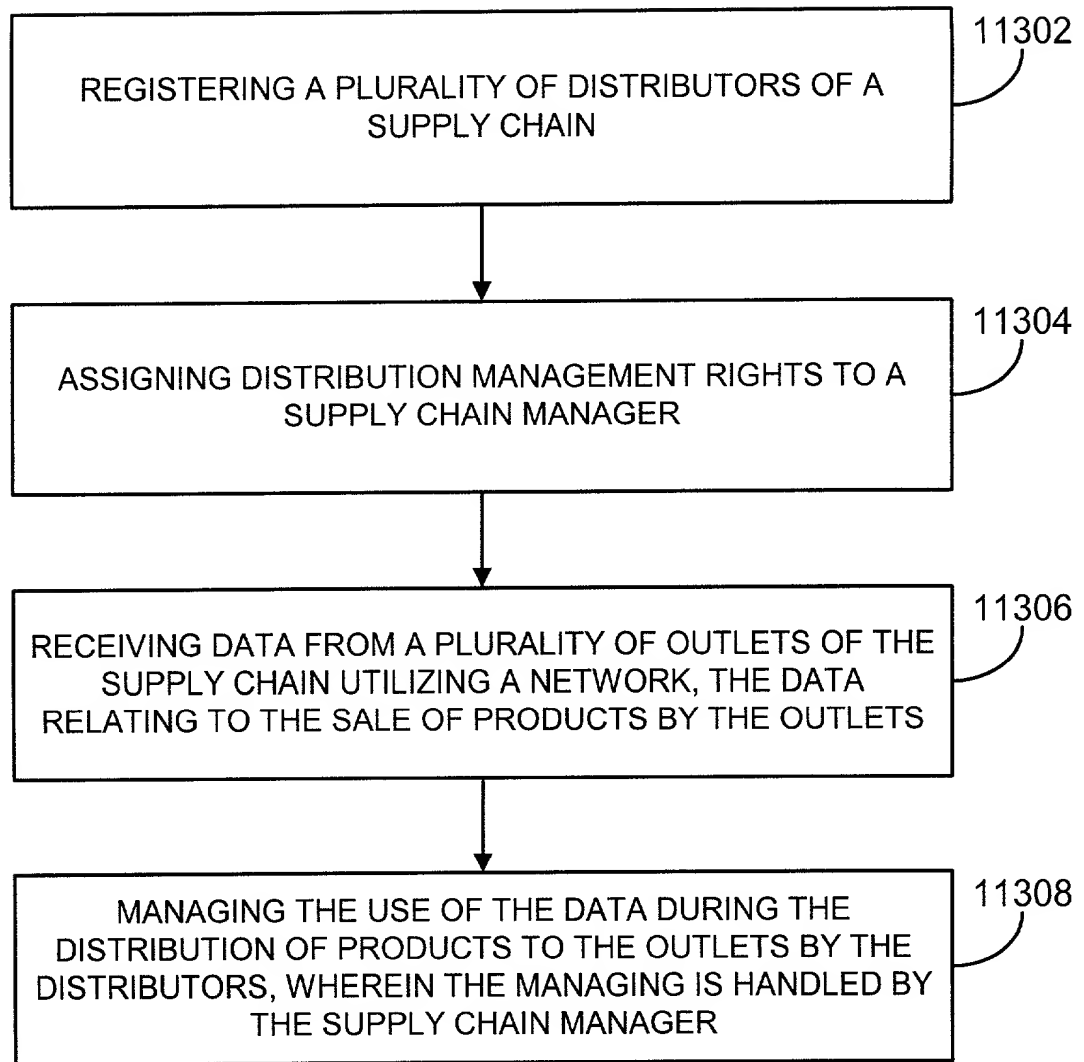 11302
REGISTERING A PLURALITY OF DISTRIBUTORS OF A
SUPPLY CHAIN
11304
ASSIGNING DISTRIBUTION MANAGEMENT RIGHTS TO A
SUPPLY CHAIN MANAGER
11306
RECEIVING DATA FROM A PLURALITY OF OUTLETS OF THE
SUPPLY CHAIN UTILIZING A NETWORK, THE DATA
RELATING TO THE SALE OF PRODUCTS BY THE OUTLETS
11308
MANAGING THE USE OF THE DATA DURING THE
DISTRIBUTION OF PRODUCTS TO THE OUTLETS BY THE
DISTRIBUTORS, WHEREIN THE MANAGING IS HANDLED BY
THE SUPPLY CHAIN MANAGER